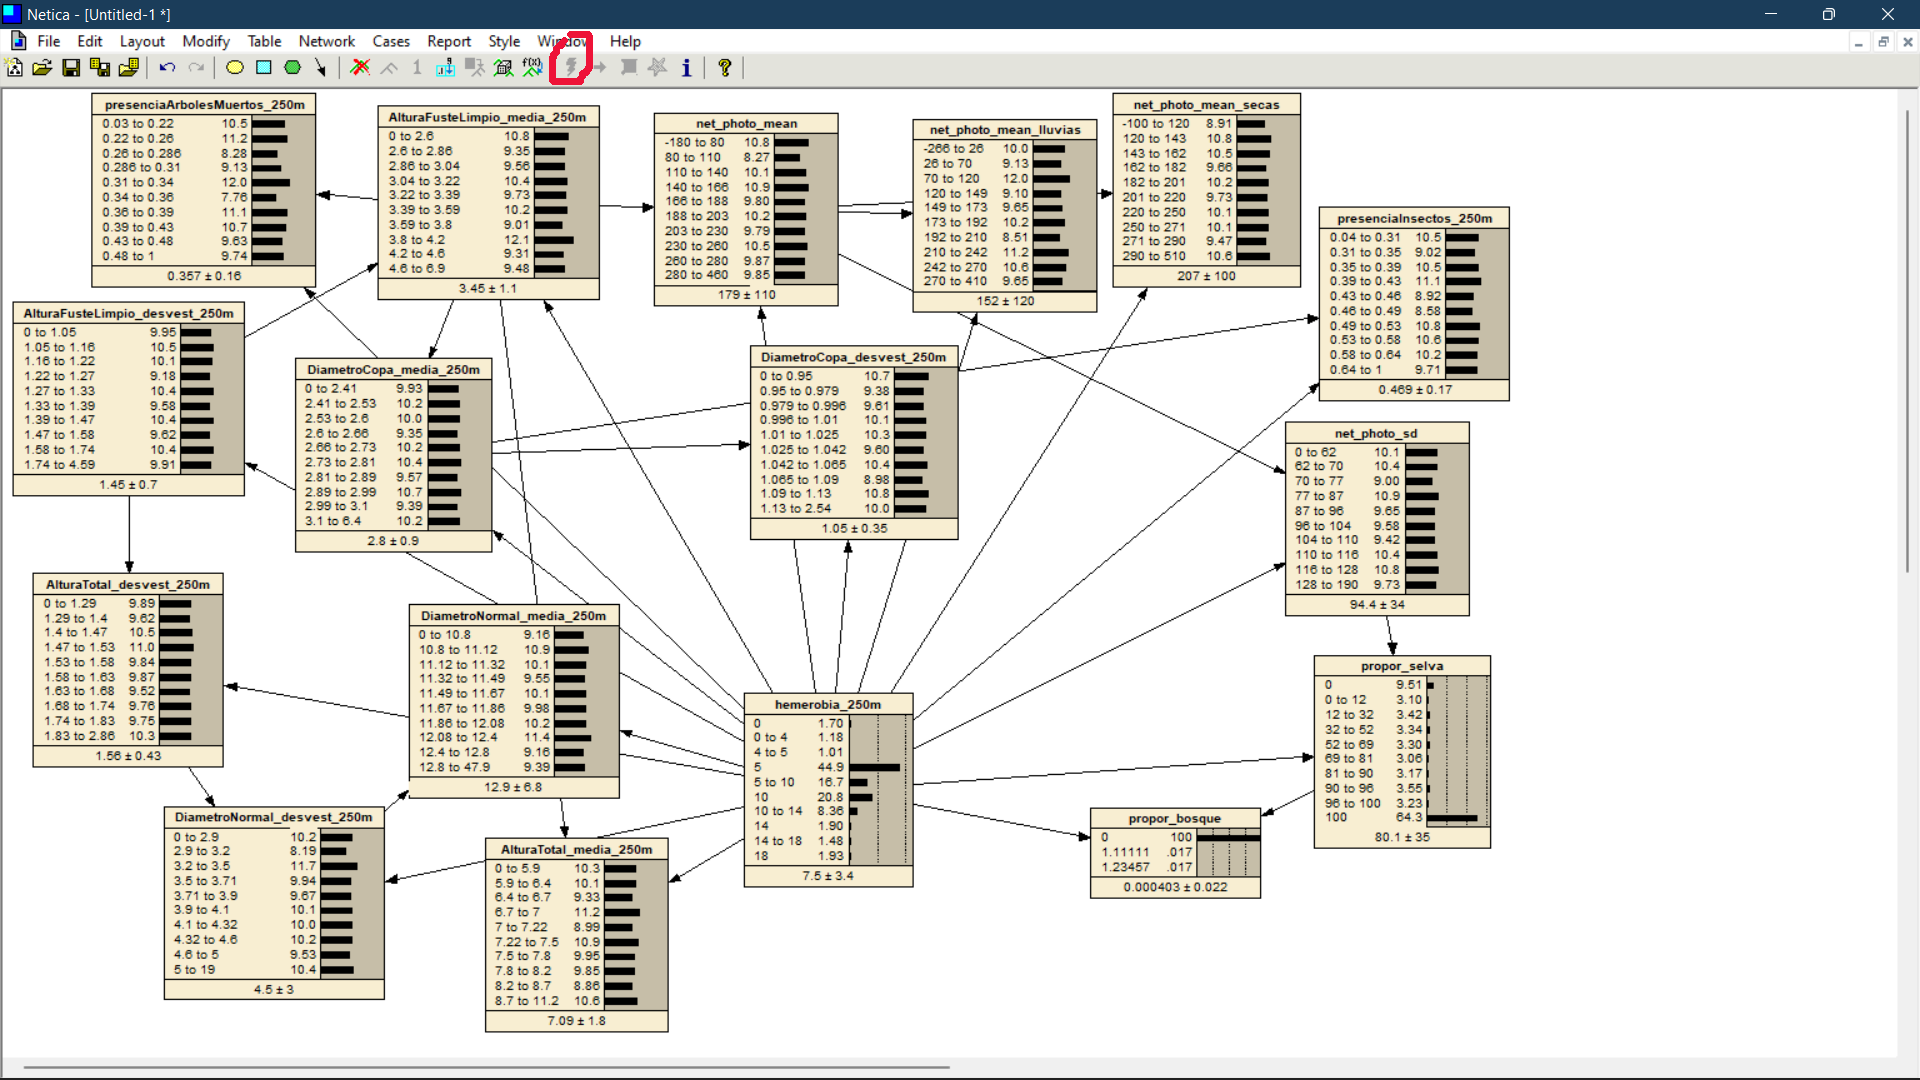 Netica - [Untitled-1 *]
File Edit Layout Modify Table Network Cases Report Style Window Help
presenciaArbolesMuertos_250m
0.03 to 0.22 10.5
0.22 to 0.26 11.2
0.26 to 0.286 8.28
0.286 to 0.31 9.13
0.31 to 0.34 12.0
0.34 to 0.36 7.76
0.36 to 0.39 11.1
0.39 to 0.43 10.7
0.43 to 0.48 9.63
0.48 to 1 9.74
0.357 ± 0.16
AlturaFusteLimpio_media_250m
0 to 2.6 10.8
2.6 to 2.86 9.35
2.86 to 3.04 9.56
3.04 to 3.22 10.4
3.22 to 3.39 9.73
3.39 to 3.59 10.2
3.59 to 3.8 9.01
3.8 to 4.2 12.1
4.2 to 4.6 9.31
4.6 to 6.9 9.48
3.45 ± 1.1
net_photo_mean
-180 to 80 10.8
80 to 110 8.27
110 to 140 10.1
140 to 166 10.9
166 to 188 9.80
188 to 203 10.2
203 to 230 9.79
230 to 260 10.5
260 to 280 9.87
280 to 460 9.85
179 ± 110
net_photo_mean_lluvias
-266 to 26 10.0
26 to 70 9.13
70 to 120 12.0
120 to 149 9.10
149 to 173 9.65
173 to 192 10.2
192 to 210 8.51
210 to 242 11.2
242 to 270 10.6
270 to 410 9.65
152 ± 120
net_photo_mean_secas
-100 to 120 8.91
120 to 143 10.8
143 to 162 10.5
162 to 182 9.66
182 to 201 10.2
201 to 220 9.73
220 to 250 10.1
250 to 271 10.1
271 to 290 9.47
290 to 510 10.6
207 ± 100
presenciaInsectos_250m
0.04 to 0.31 10.5
0.31 to 0.35 9.02
0.35 to 0.39 10.5
0.39 to 0.43 11.1
0.43 to 0.46 8.92
0.46 to 0.49 8.58
0.49 to 0.53 10.8
0.53 to 0.58 10.6
0.58 to 0.64 10.2
0.64 to 1 9.71
0.469 ± 0.17
AlturaFusteLimpio_desvest_250m
0 to 1.05 9.95
1.05 to 1.16 10.5
1.16 to 1.22 10.1
1.22 to 1.27 9.18
1.27 to 1.33 10.4
1.33 to 1.39 9.58
1.39 to 1.47 10.4
1.47 to 1.58 9.62
1.58 to 1.74 10.4
1.74 to 4.59 9.91
1.45 ± 0.7
DiametroCopa_media_250m
0 to 2.41 9.93
2.41 to 2.53 10.2
2.53 to 2.6 10.0
2.6 to 2.66 9.35
2.66 to 2.73 10.2
2.73 to 2.81 10.4
2.81 to 2.89 9.57
2.89 to 2.99 10.7
2.99 to 3.1 9.39
3.1 to 6.4 10.2
2.8 ± 0.9
DiametroCopa_desvest_250m
0 to 0.95 10.7
0.95 to 0.979 9.38
0.979 to 0.996 9.61
0.996 to 1.01 10.1
1.01 to 1.025 10.3
1.025 to 1.042 9.60
1.042 to 1.065 10.4
1.065 to 1.09 8.98
1.09 to 1.13 10.8
1.13 to 2.54 10.0
1.05 ± 0.35
net_photo_sd
0 to 62 10.1
62 to 70 10.4
70 to 77 9.00
77 to 87 10.9
87 to 96 9.65
96 to 104 9.58
104 to 110 9.42
110 to 116 10.4
116 to 128 10.8
128 to 190 9.73
94.4 ± 34
AlturaTotal_desvest_250m
0 to 1.29 9.89
1.29 to 1.4 9.62
1.4 to 1.47 10.5
1.47 to 1.53 11.0
1.53 to 1.58 9.84
1.58 to 1.63 9.87
1.63 to 1.68 9.52
1.68 to 1.74 9.76
1.74 to 1.83 9.75
1.83 to 2.86 10.3
1.56 ± 0.43
DiametroNormal_media_250m
0 to 10.8 9.16
10.8 to 11.12 10.9
11.12 to 11.32 10.1
11.32 to 11.49 9.55
11.49 to 11.67 10.1
11.67 to 11.86 9.98
11.86 to 12.08 10.2
12.08 to 12.4 11.4
12.4 to 12.8 9.16
12.8 to 47.9 9.39
12.9 ± 6.8
hemerobia_250m
0 1.70
0 to 4 1.18
4 to 5 1.01
5 44.9
5 to 10 16.7
10 20.8
10 to 14 8.36
14 1.90
14 to 18 1.48
18 1.93
7.5 ± 3.4
propor_selva
0 9.51
0 to 12 3.10
12 to 32 3.42
32 to 52 3.34
52 to 69 3.30
69 to 81 3.06
81 to 90 3.17
90 to 96 3.55
96 to 100 3.23
100 64.3
80.1 ± 35
propor_bosque
0 100
1.11111 .017
1.23457 .017
0.000403 ± 0.022
DiametroNormal_desvest_250m
0 to 2.9 10.2
2.9 to 3.2 8.19
3.2 to 3.5 11.7
3.5 to 3.71 9.94
3.71 to 3.9 9.67
3.9 to 4.1 10.1
4.1 to 4.32 10.0
4.32 to 4.6 10.2
4.6 to 5 9.53
5 to 19 10.4
4.5 ± 3
AlturaTotal_media_250m
0 to 5.9 10.3
5.9 to 6.4 10.1
6.4 to 6.7 9.33
6.7 to 7 11.2
7 to 7.22 8.99
7.22 to 7.5 10.9
7.5 to 7.8 9.95
7.8 to 8.2 9.85
8.2 to 8.7 8.86
8.7 to 11.2 10.6
7.09 ± 1.8